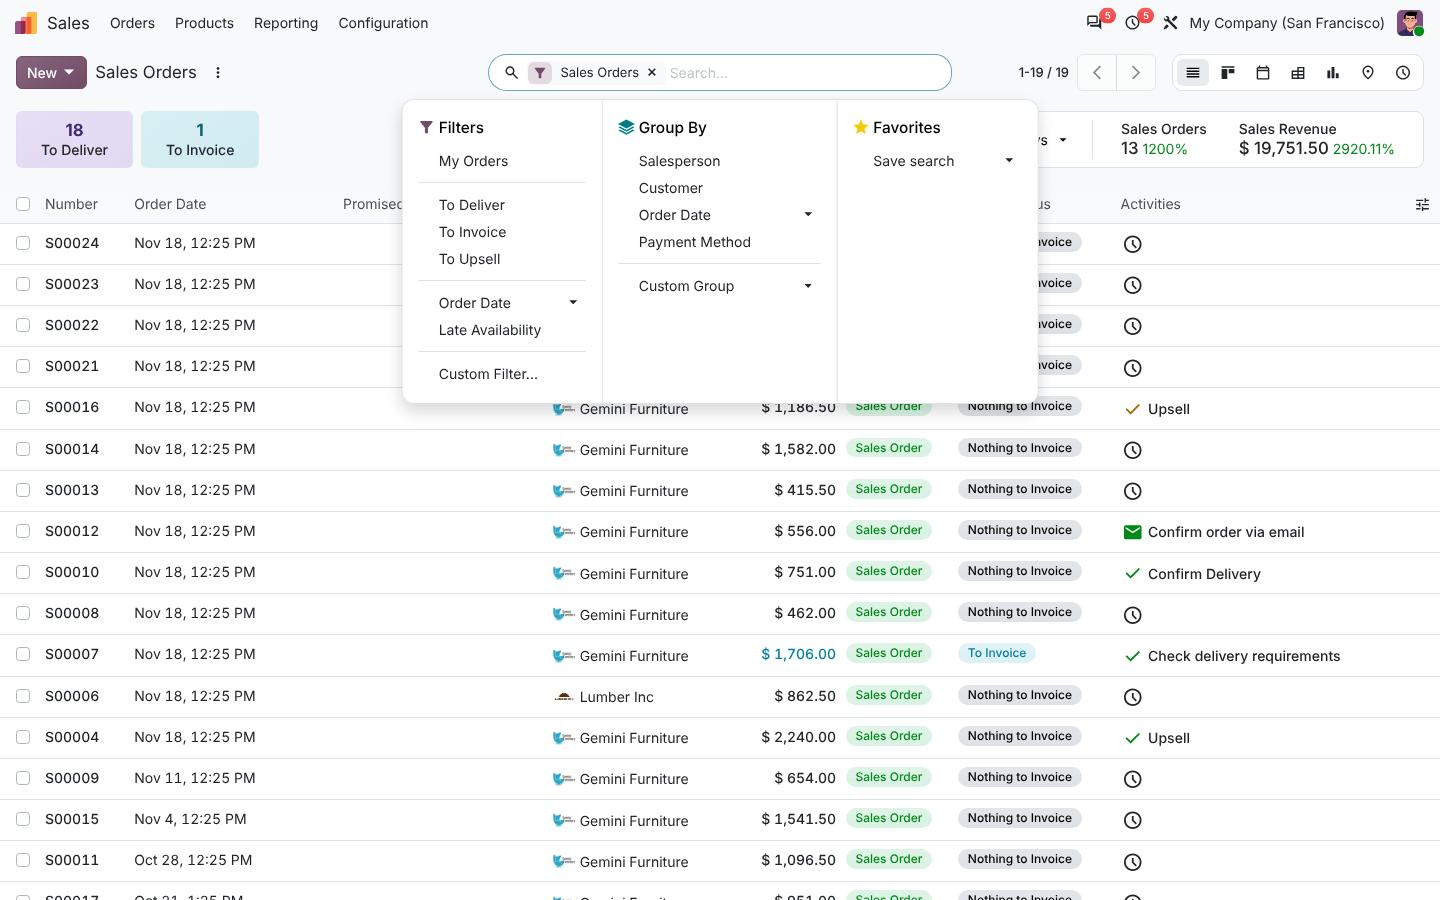 Sales Orders Products Reporting Configuration 5 5 My Company (San Francisco)
New Sales Orders Sales Orders Search... 1-19 / 19
18 To Deliver
1 To Invoice
Filters
My Orders
To Deliver
To Invoice
To Upsell
Order Date
Late Availability
Custom Filter...
Group By
Salesperson
Customer
Order Date
Payment Method
Custom Group
Favorites
Save search
Sales Orders Sales Revenue
13 1200% $ 19,751.50 2920.11%
Number Order Date Promised Activities
S00024 Nov 18, 12:25 PM
S00023 Nov 18, 12:25 PM
S00022 Nov 18, 12:25 PM
S00021 Nov 18, 12:25 PM
S00016 Nov 18, 12:25 PM Gemini Furniture $ 1,186.50 Sales Order Nothing to Invoice Upsell
S00014 Nov 18, 12:25 PM Gemini Furniture $ 1,582.00 Sales Order Nothing to Invoice
S00013 Nov 18, 12:25 PM Gemini Furniture $ 415.50 Sales Order Nothing to Invoice
S00012 Nov 18, 12:25 PM Gemini Furniture $ 556.00 Sales Order Nothing to Invoice Confirm order via email
S00010 Nov 18, 12:25 PM Gemini Furniture $ 751.00 Sales Order Nothing to Invoice Confirm Delivery
S00008 Nov 18, 12:25 PM Gemini Furniture $ 462.00 Sales Order Nothing to Invoice
S00007 Nov 18, 12:25 PM Gemini Furniture $ 1,706.00 Sales Order To Invoice Check delivery requirements
S00006 Nov 18, 12:25 PM Lumber Inc $ 862.50 Sales Order Nothing to Invoice
S00004 Nov 18, 12:25 PM Gemini Furniture $ 2,240.00 Sales Order Nothing to Invoice Upsell
S00009 Nov 11, 12:25 PM Gemini Furniture $ 654.00 Sales Order Nothing to Invoice
S00015 Nov 4, 12:25 PM Gemini Furniture $ 1,541.50 Sales Order Nothing to Invoice
S00011 Oct 28, 12:25 PM Gemini Furniture $ 1,096.50 Sales Order Nothing to Invoice